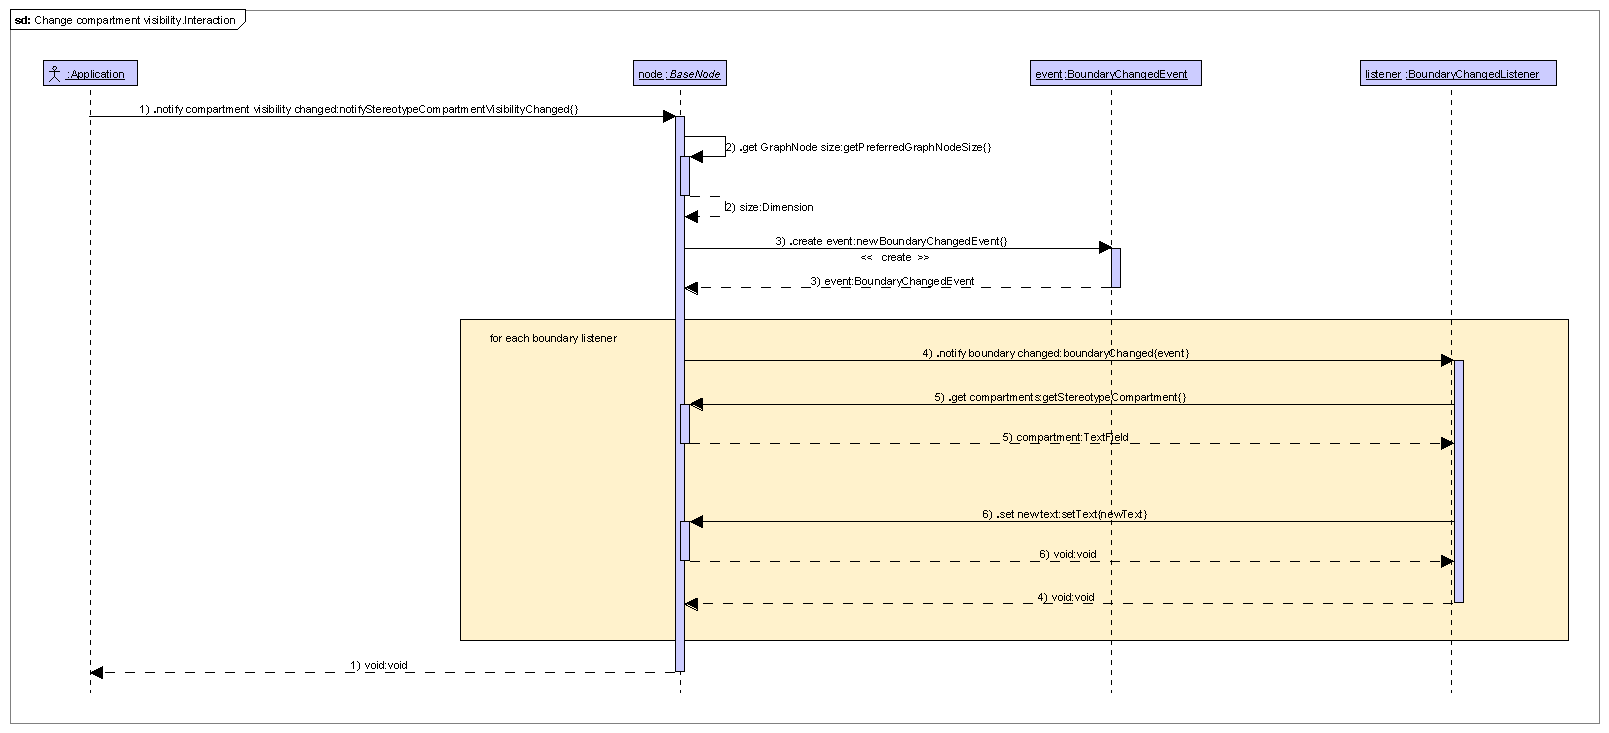 sd: Change compartment visibility.Interaction
:Application
node :BaseNode
event:BoundaryChangedEvent
listener :BoundaryChangedListener
1) .notify compartment visibility changed:notifyStereotypeCompartmentVisibilityChanged{}
2) .get GraphNode size:getPreferredGraphNodeSize{}
2) size:Dimension
3) .create event:newBoundaryChangedEvent{}
<< create >>
3) event:BoundaryChangedEvent
for each boundary listener
4) .notify boundary changed:boundaryChanged{event}
5) .get compartments:getStereotypeCompartment{}
5) compartment:TextField
6) .set newtext:setText{newText}
6) void:void
4) void:void
1) void:void